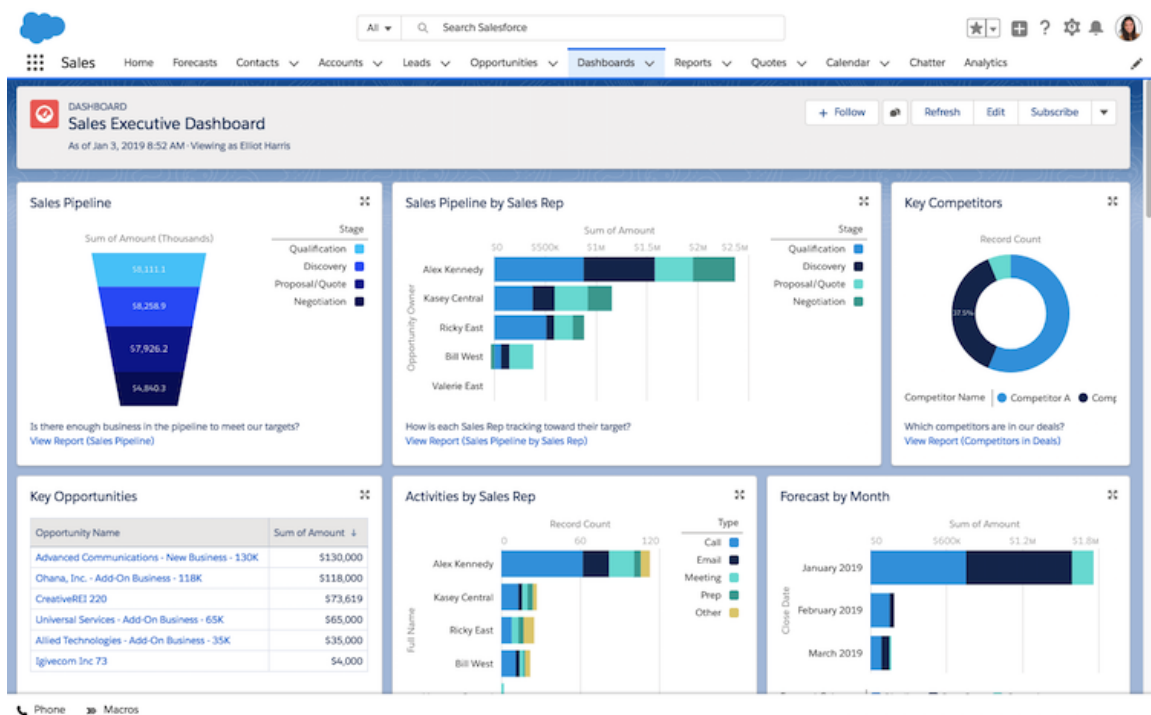 All
Search Salesforce
Sales
Home
Forecasts
Contacts
Accounts
Leads
Opportunities
Dashboards
Reports
Quotes
Calendar
Chatter
Analytics
DASHBOARD
Sales Executive Dashboard
As of Jan 3, 2019 8:52 AM·Viewing as Elliot Harris
+ Follow
Refresh
Edit
Subscribe
Sales Pipeline
Sum of Amount (Thousands)
Stage
Qualification
Discovery
Proposal/Quote
Negotiation
$8,258.9
$7,926.2
$4,840.3
Is there enough business in the pipeline to meet our targets?
View Report (Sales Pipeline)
Sales Pipeline by Sales Rep
Sum of Amount
$0 $500K $1M $1.5M $2M $2.5M
Opportunity Owner
Alex Kennedy
Kasey Central
Ricky East
Bill West
Valerie East
Stage
Qualification
Discovery
Proposal/Quote
Negotiation
How is each Sales Rep tracking toward their target?
View Report (Sales Pipeline by Sales Rep)
Key Competitors
Record Count
37.5%
Competitor Name
Competitor A
Comp
Which competitors are in our deals?
View Report (Competitors in Deals)
Key Opportunities
Opportunity Name Sum of Amount ↓
Advanced Communications - New Business - 130K $130,000
Ohana, Inc. - Add-On Business - 118K $118,000
CreativeREI 220 $73,619
Universal Services - Add-On Business - 65K $65,000
Allied Technologies - Add-On Business - 35K $35,000
Igivecom Inc 73 $4,000
Activities by Sales Rep
Record Count
0 60 120
Full Name
Alex Kennedy
Kasey Central
Ricky East
Bill West
Type
Call
Email
Meeting
Prep
Other
Forecast by Month
Sum of Amount
$0 $600K $1.2M $1.8M
Close Date
January 2019
February 2019
March 2019
Phone
Macros